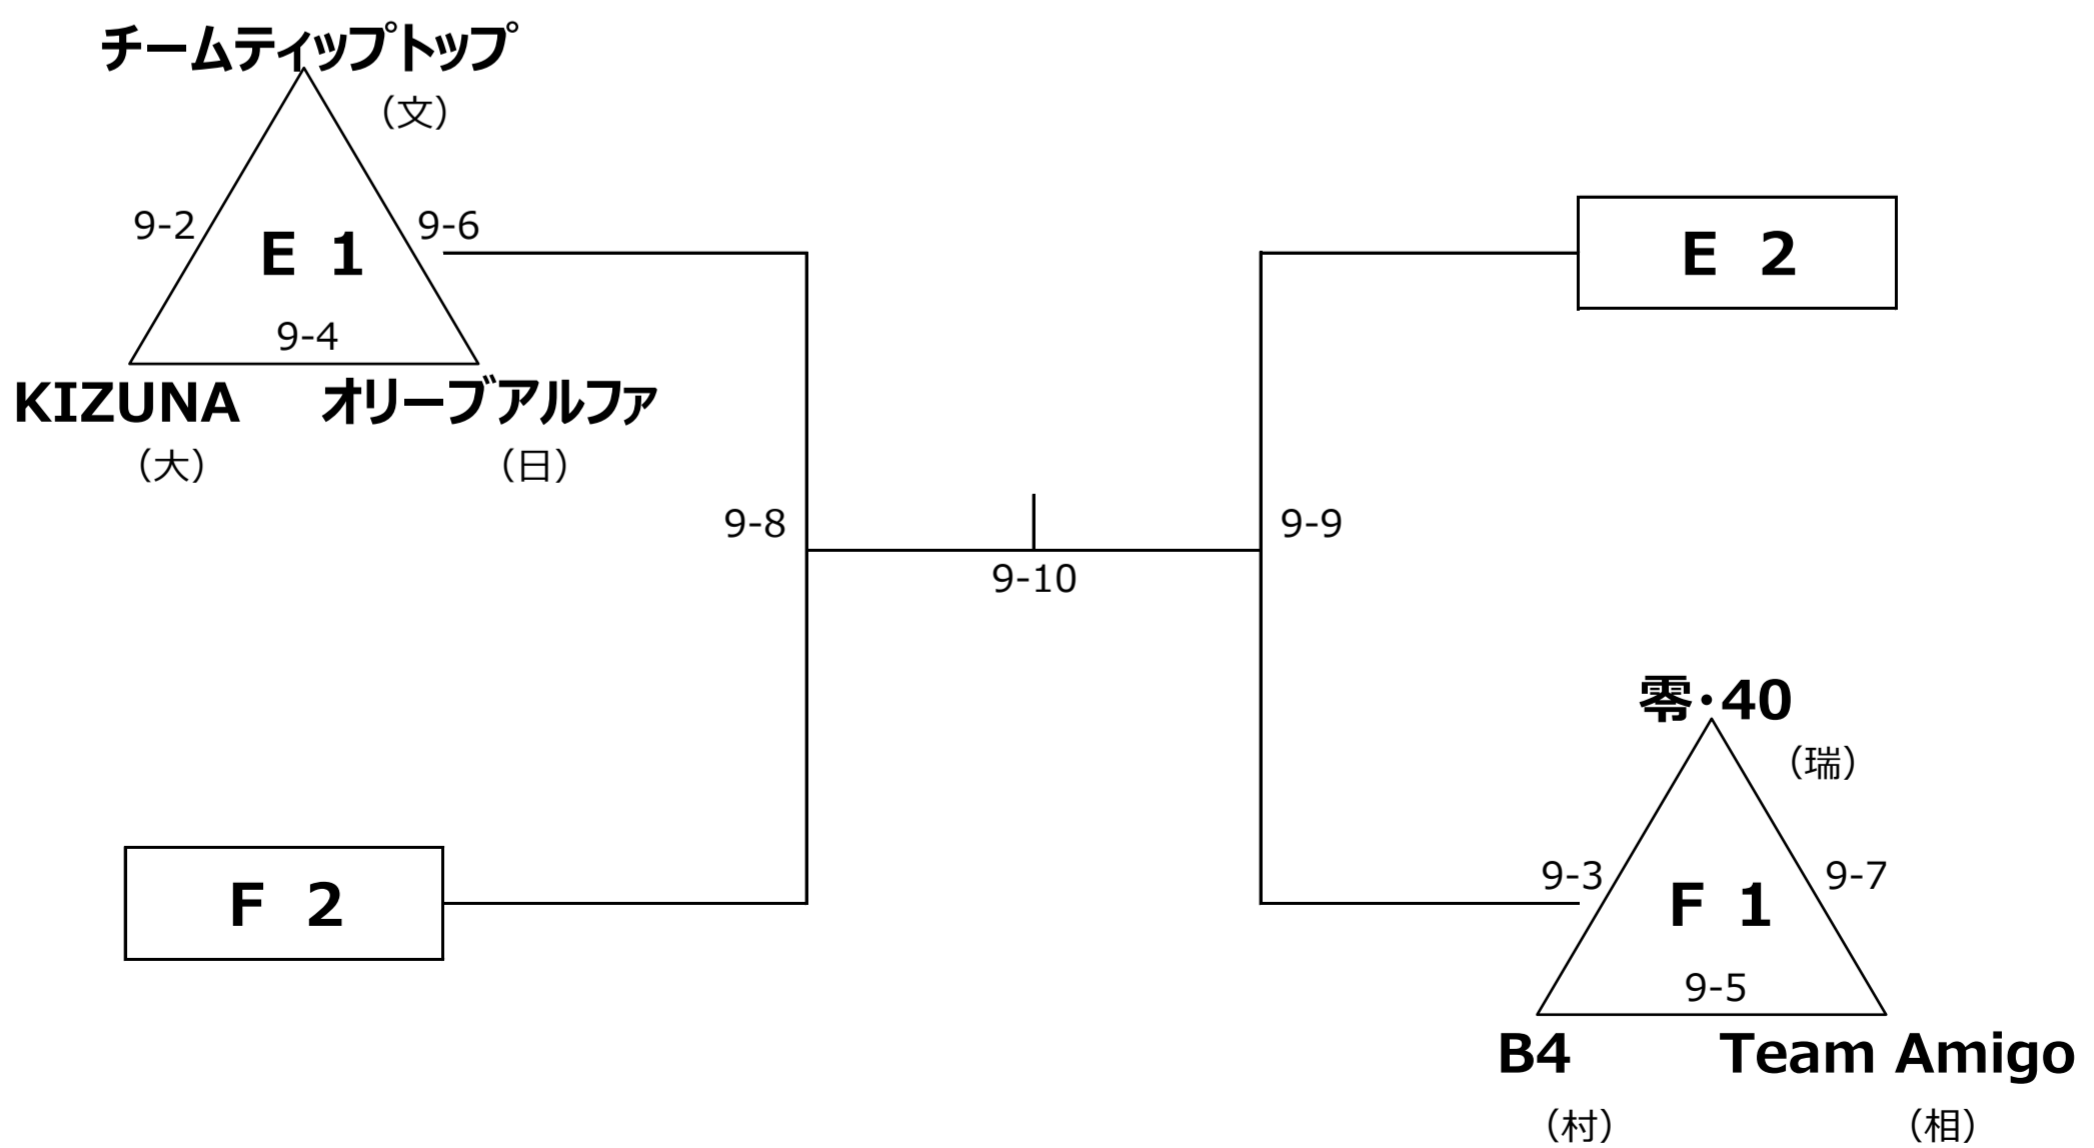 チームティップトップ
（文）
9-2
E 1
9-6
9-4
KIZUNA
オリーブアルファ
（大）
（日）
E 2
9-8
9-10
9-9
F 2
零・40
（瑞）
9-3
F 1
9-7
9-5
B4
Team Amigo
（村）
（相）